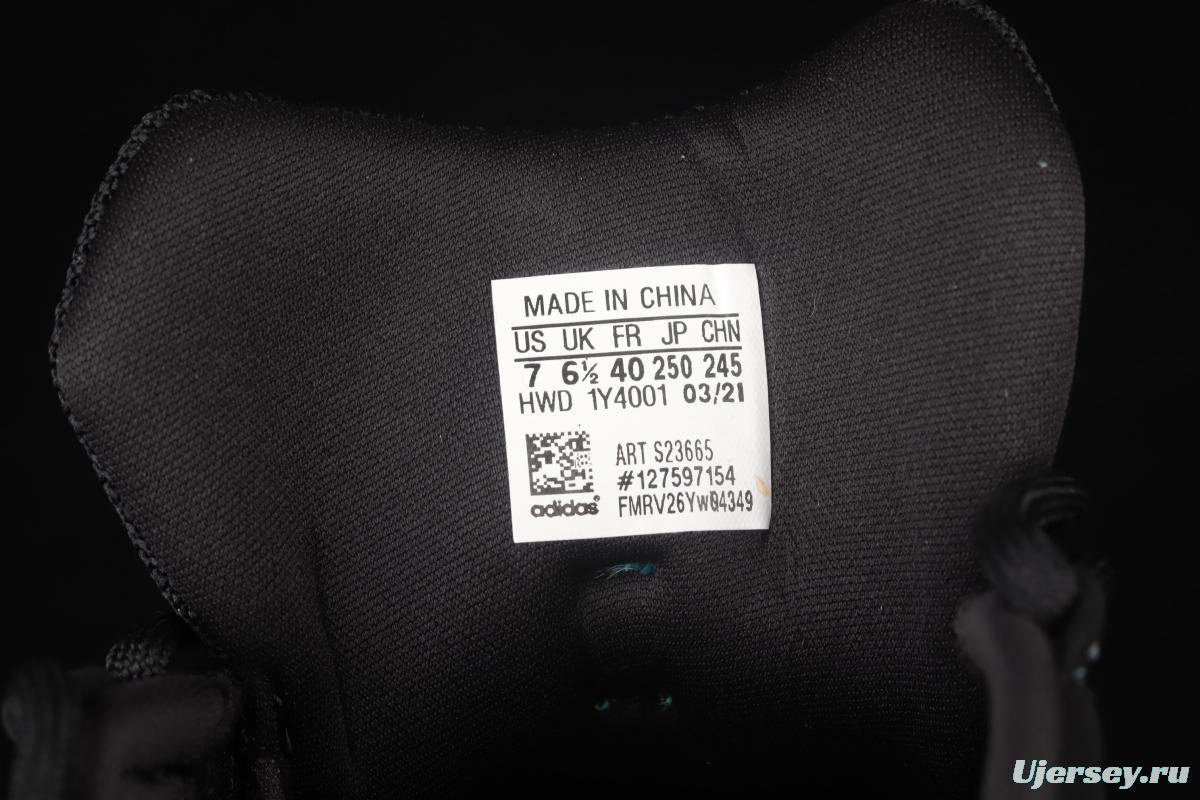 MADE IN CHINA
US UK FR JP CHN
7 6½ 40 250 245
HWD 1Y4001 03/21
ART S23665
#127597154
FMRV26YW04349
adidas®
Ujersey.ru